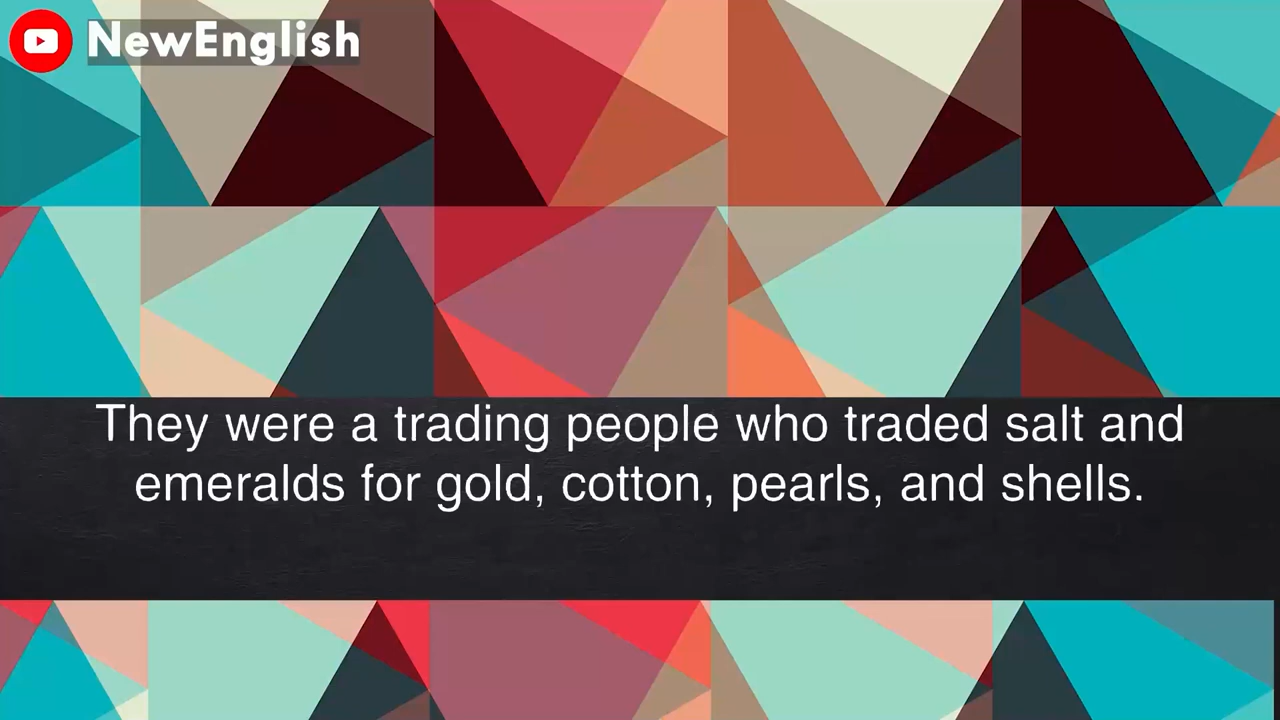 NewEnglish
They were a trading people who traded salt and
emeralds for gold, cotton, pearls, and shells.